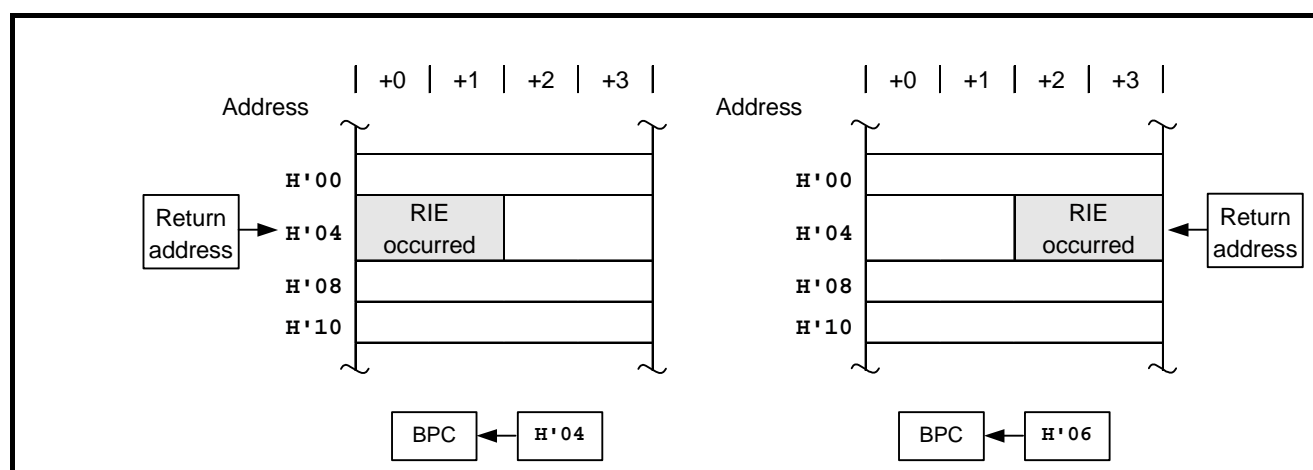 +0 +1 +2 +3
Address
H'00
Return
address
H'04
RIE
occurred
H'08
H'10
BPC
H'04
+0 +1 +2 +3
Address
H'00
H'04
RIE
occurred
Return
address
H'08
H'10
BPC
H'06